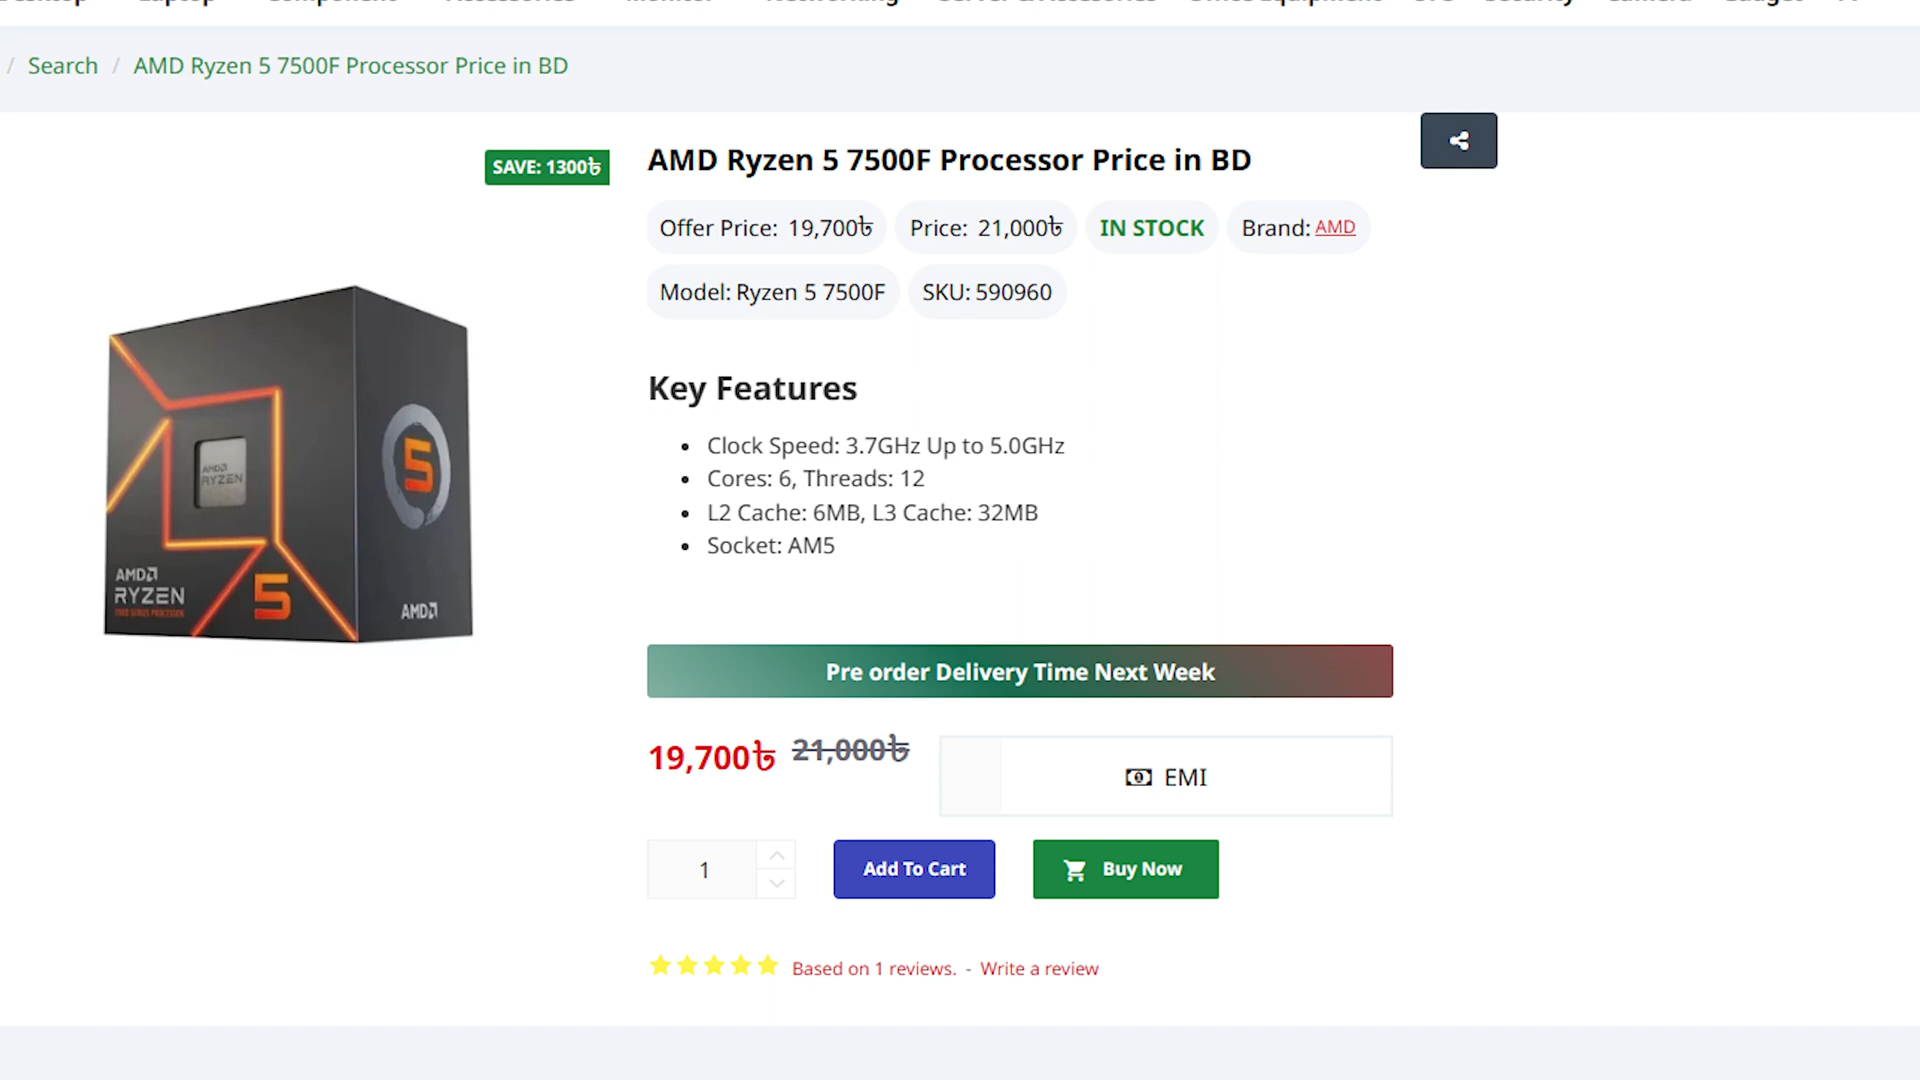 / Search / AMD Ryzen 5 7500F Processor Price in BD
SAVE: 1300৳
AMD Ryzen 5 7500F Processor Price in BD
Offer Price: 19,700৳ Price: 21,000৳ IN STOCK Brand: AMD
Model: Ryzen 5 7500F SKU: 590960
Key Features
• Clock Speed: 3.7GHz Up to 5.0GHz
• Cores: 6, Threads: 12
• L2 Cache: 6MB, L3 Cache: 32MB
• Socket: AM5
AMD
RYZEN
5
AMD
RYZEN
5
AMD
Pre order Delivery Time Next Week
19,700৳ 21,000৳ EMI
1 Add To Cart Buy Now
Based on 1 reviews. - Write a review